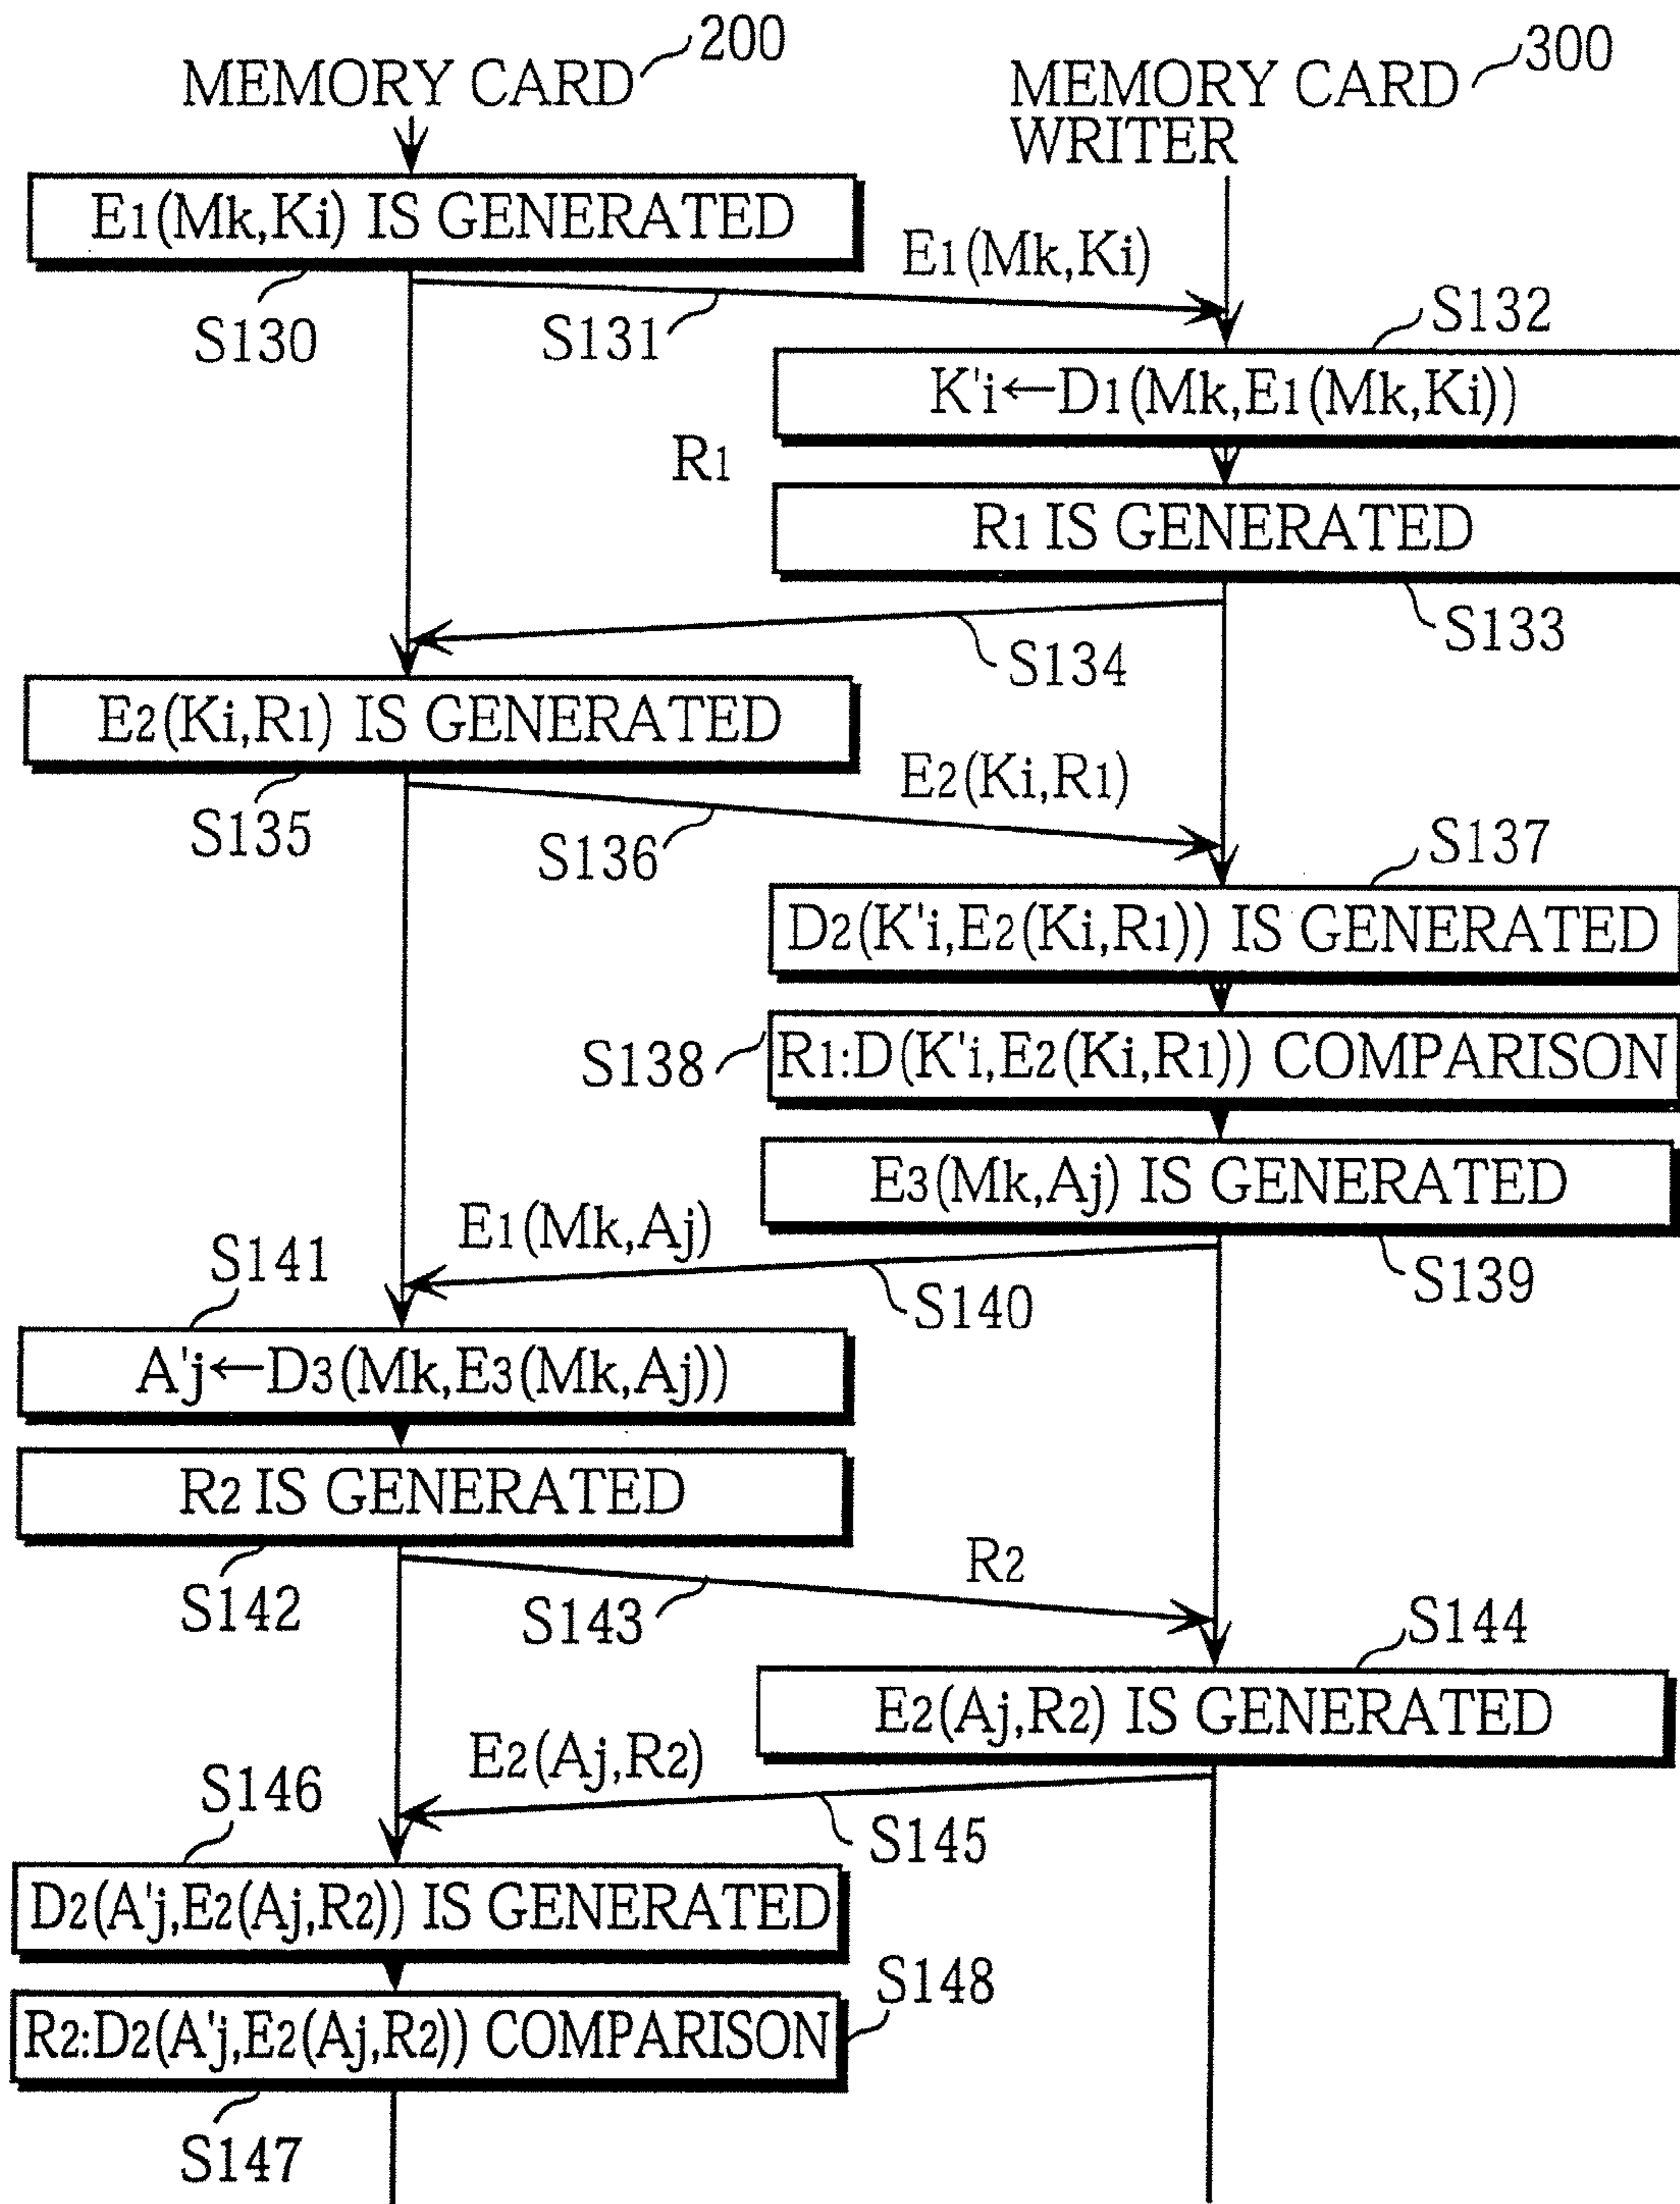 200
MEMORY CARD
300
MEMORY CARD
WRITER
E1(Mk,Ki) IS GENERATED
E1(Mk,Ki)
S130
S131
S132
K'i←D1(Mk,E1(Mk,Ki))
R1
R1 IS GENERATED
S133
S134
E2(Ki,R1) IS GENERATED
E2(Ki,R1)
S135
S136
S137
D2(K'i,E2(Ki,R1)) IS GENERATED
S138
R1:D(K'i,E2(Ki,R1)) COMPARISON
E3(Mk,Aj) IS GENERATED
E1(Mk,Aj)
S141
S139
S140
A'j←D3(Mk,E3(Mk,Aj))
R2 IS GENERATED
R2
S142
S143
S144
E2(Aj,R2) IS GENERATED
E2(Aj,R2)
S146
S145
D2(A'j,E2(Aj,R2)) IS GENERATED
S148
R2:D2(A'j,E2(Aj,R2)) COMPARISON
S147